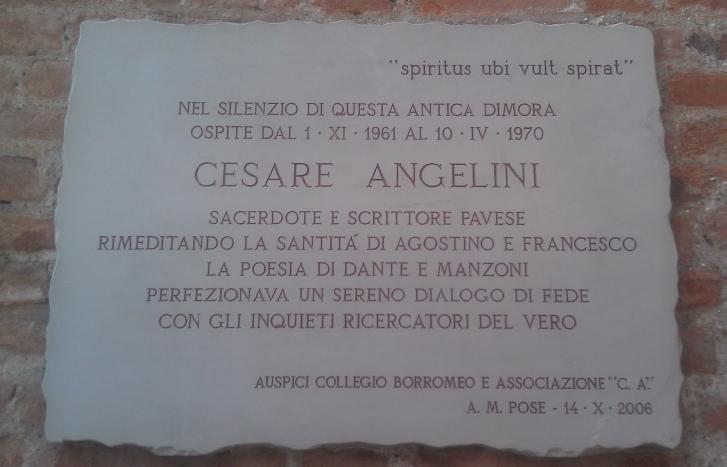 "spiritus ubi vult spirat"
NEL SILENZIO DI QUESTA ANTICA DIMORA
OSPITE DAL 1 · XI · 1961 AL 10 · IV · 1970
CESARE ANGELINI
SACERDOTE E SCRITTORE PAVESE
RIMEDITANDO LA SANTITÁ DI AGOSTINO E FRANCESCO
LA POESIA DI DANTE E MANZONI
PERFEZIONAVA UN SERENO DIALOGO DI FEDE
CON GLI INQUIETI RICERCATORI DEL VERO
AUSPICI COLLEGIO BORROMEO E ASSOCIAZIONE "C. A."
A. M. POSE - 14 · X · 2006